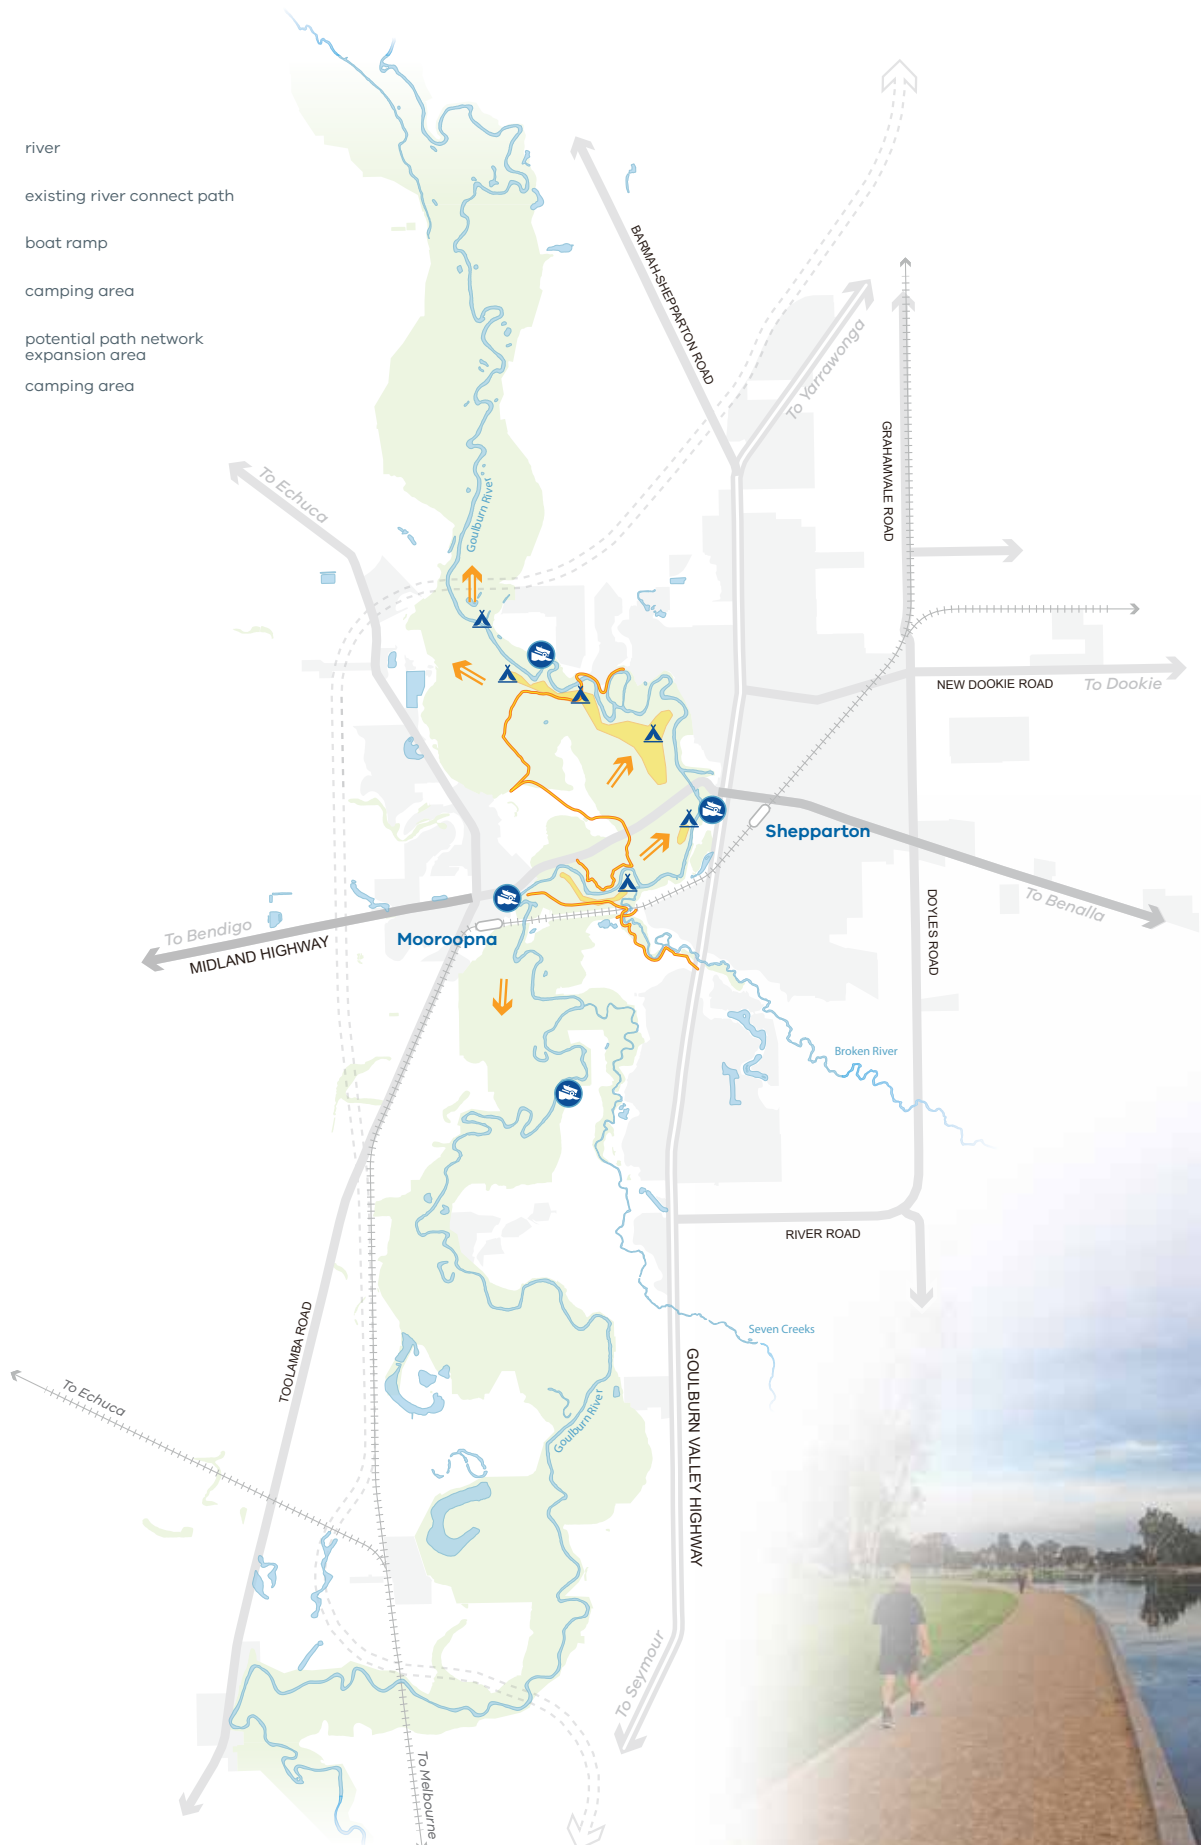 river
existing river connect path
boat ramp
camping area
potential path network
expansion area
camping area
BARMAH-SHEPPARTON ROAD
To Yarrawonga
GRAHAMVALE ROAD
To Echuca
Goulburn River
NEW DOOKIE ROAD
To Dookie
Shepparton
To Benalla
DOYLES ROAD
To Bendigo
MIDLAND HIGHWAY
Mooroopna
Broken River
RIVER ROAD
Seven Creeks
TOOLAMBA ROAD
To Echuca
Goulburn River
GOULBURN VALLEY HIGHWAY
To Seymour
To Melbourne